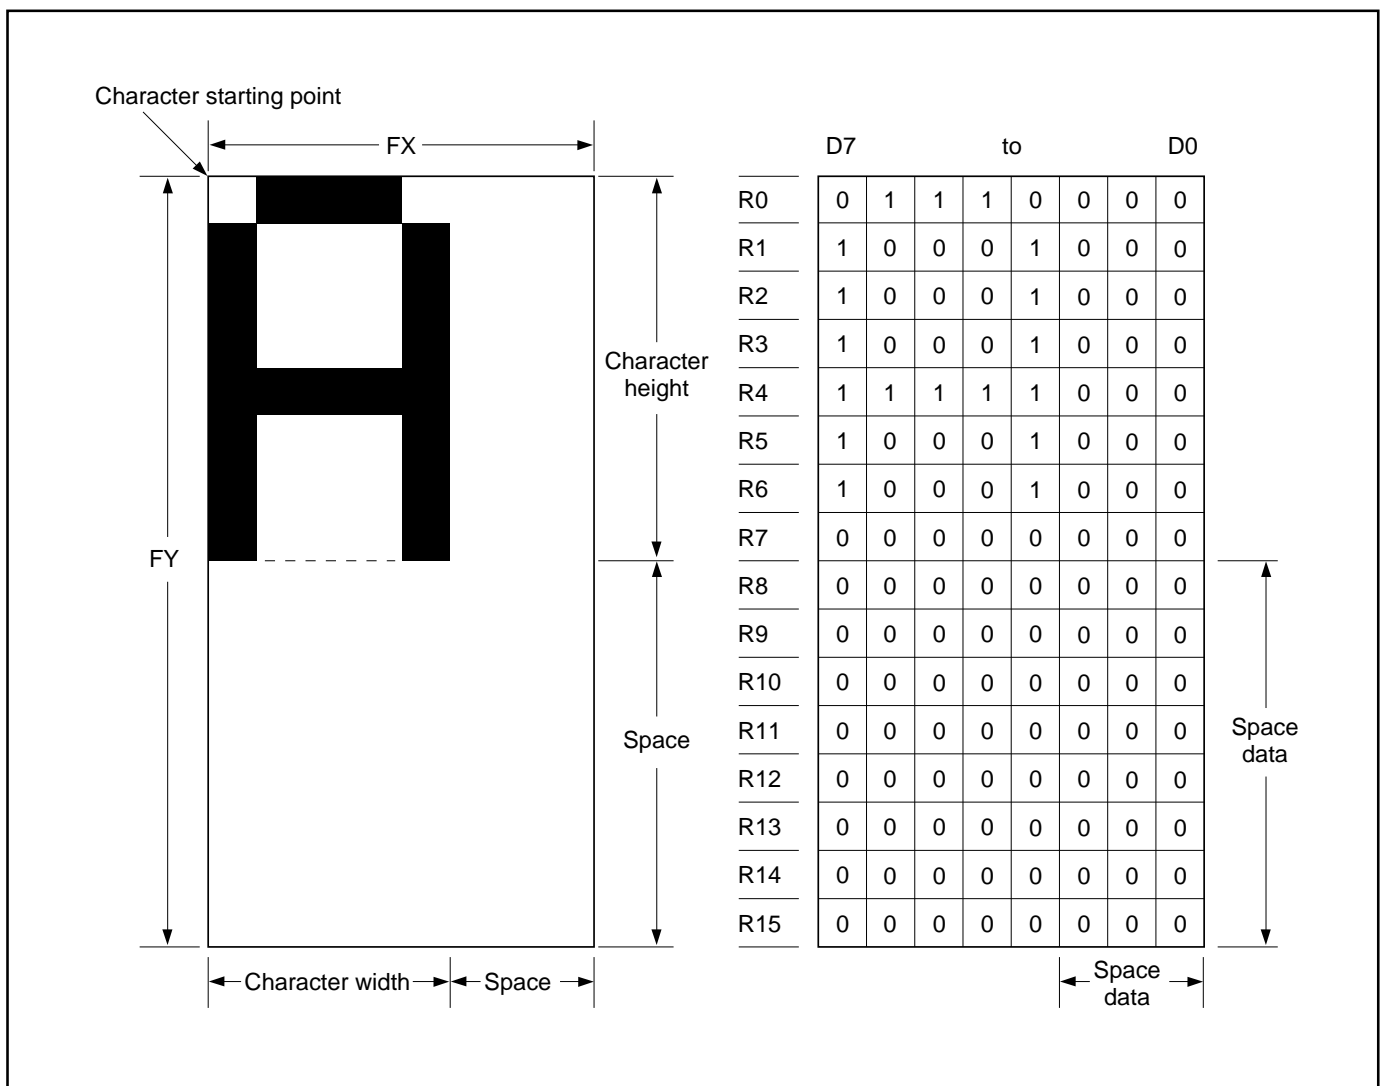 Character starting point
FX
D7 to D0
R0 0 1 1 1 0 0 0 0
R1 1 0 0 0 1 0 0 0
R2 1 0 0 0 1 0 0 0
R3 1 0 0 0 1 0 0 0
Character
height
R4 1 1 1 1 1 0 0 0
R5 1 0 0 0 1 0 0 0
R6 1 0 0 0 1 0 0 0
R7 0 0 0 0 0 0 0 0
FY
R8 0 0 0 0 0 0 0 0
R9 0 0 0 0 0 0 0 0
R10 0 0 0 0 0 0 0 0
R11 0 0 0 0 0 0 0 0
Space
Space
data
R12 0 0 0 0 0 0 0 0
R13 0 0 0 0 0 0 0 0
R14 0 0 0 0 0 0 0 0
R15 0 0 0 0 0 0 0 0
Character width
Space
Space
data